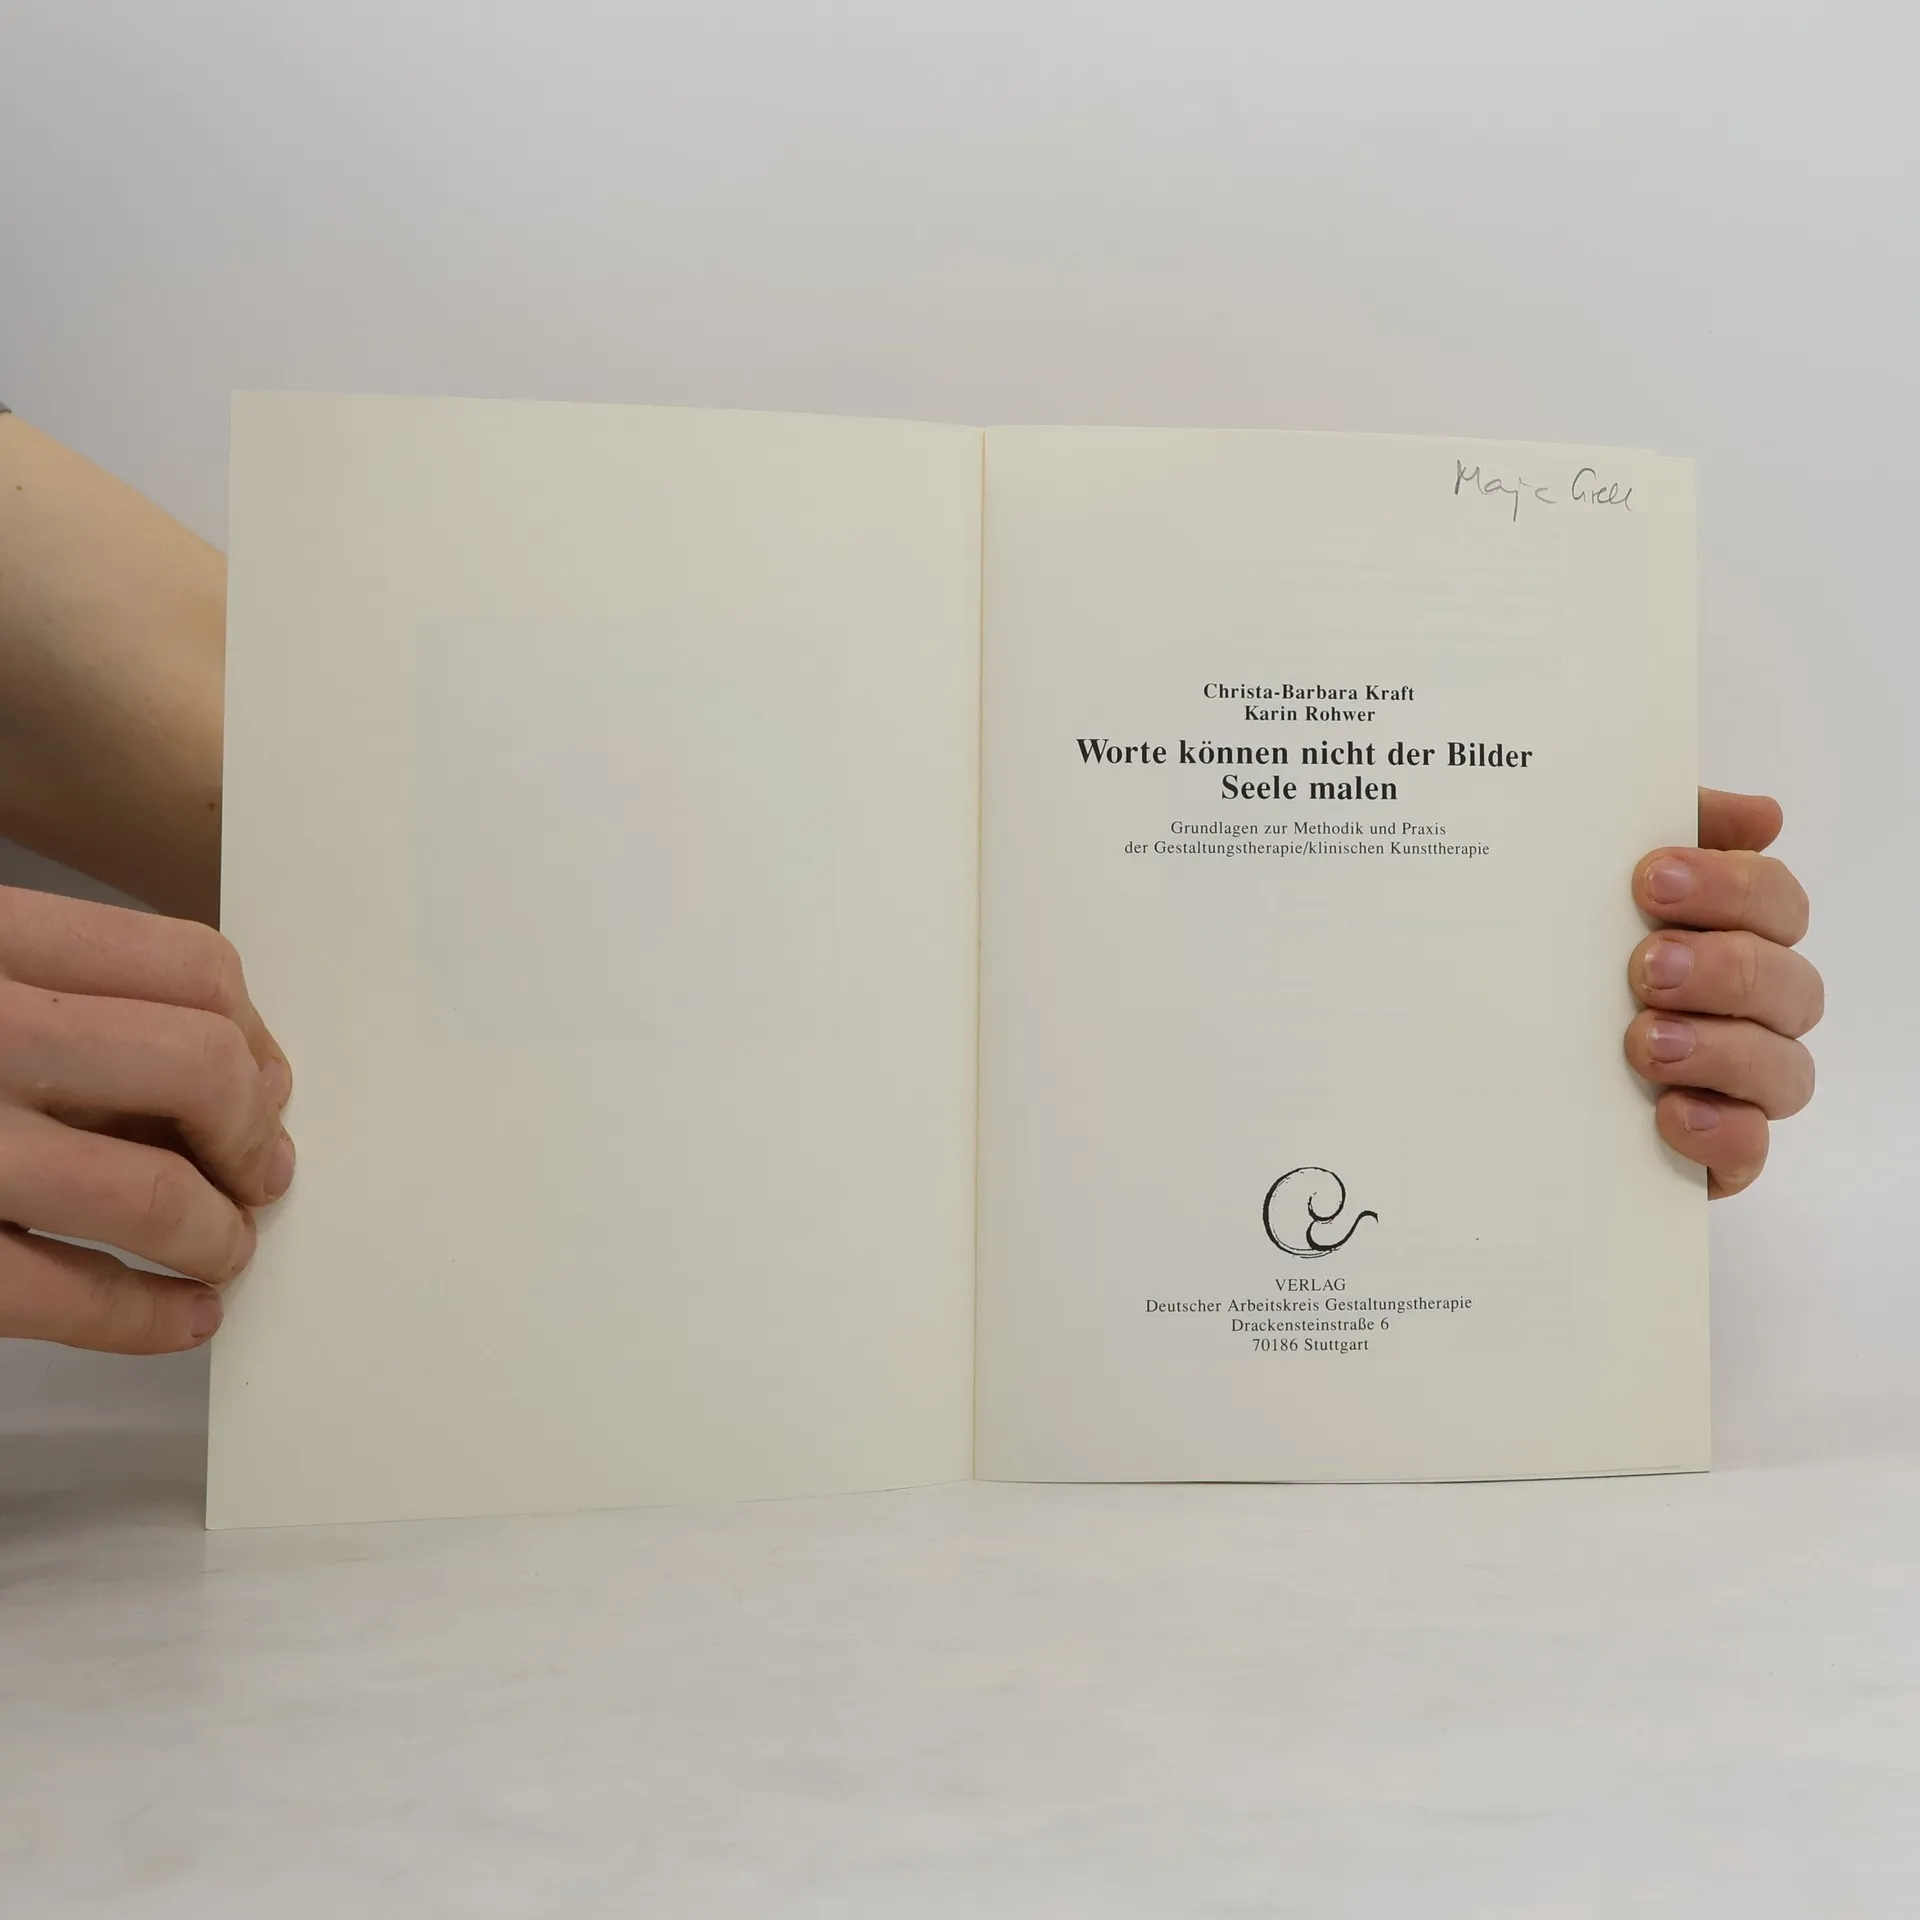 Christa-Barbara Kraft
Karin Rohwer
Worte können nicht der Bilder
Seele malen
Grundlagen zur Methodik und Praxis
der Gestaltungstherapie/klinischen Kunsttherapie
VERLAG
Deutscher Arbeitskreis Gestaltungstherapie
Drackensteinstraße 6
70186 Stuttgart